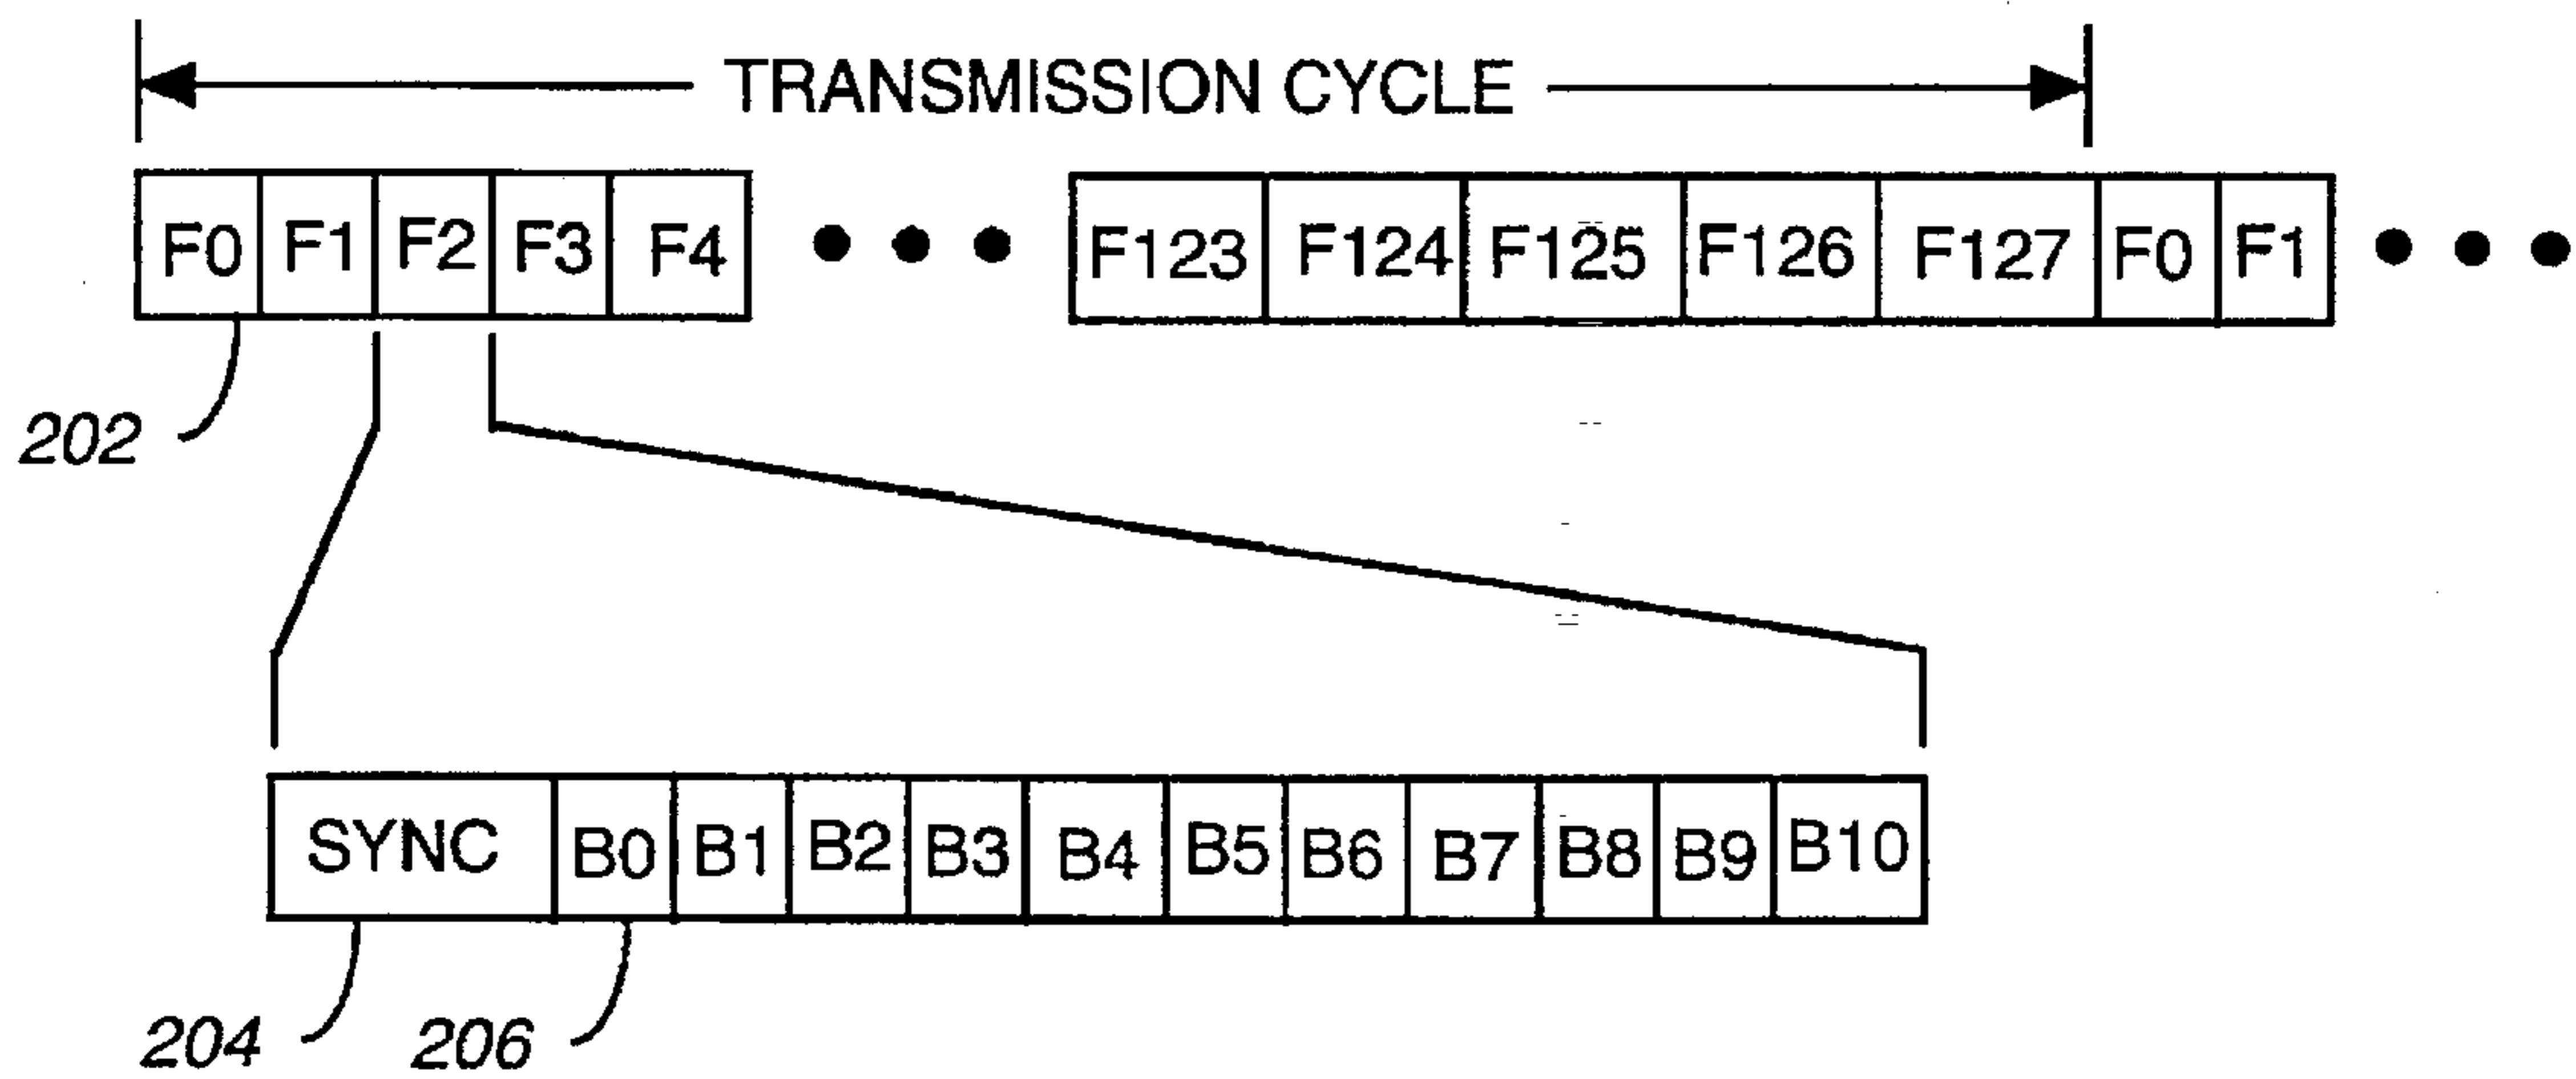 TRANSMISSION CYCLE
F0 F1 F2 F3 F4 ● ● ● F123 F124 F125 F126 F127 F0 F1 ● ● ●
202
SYNC B0 B1 B2 B3 B4 B5 B6 B7 B8 B9 B10
204 206